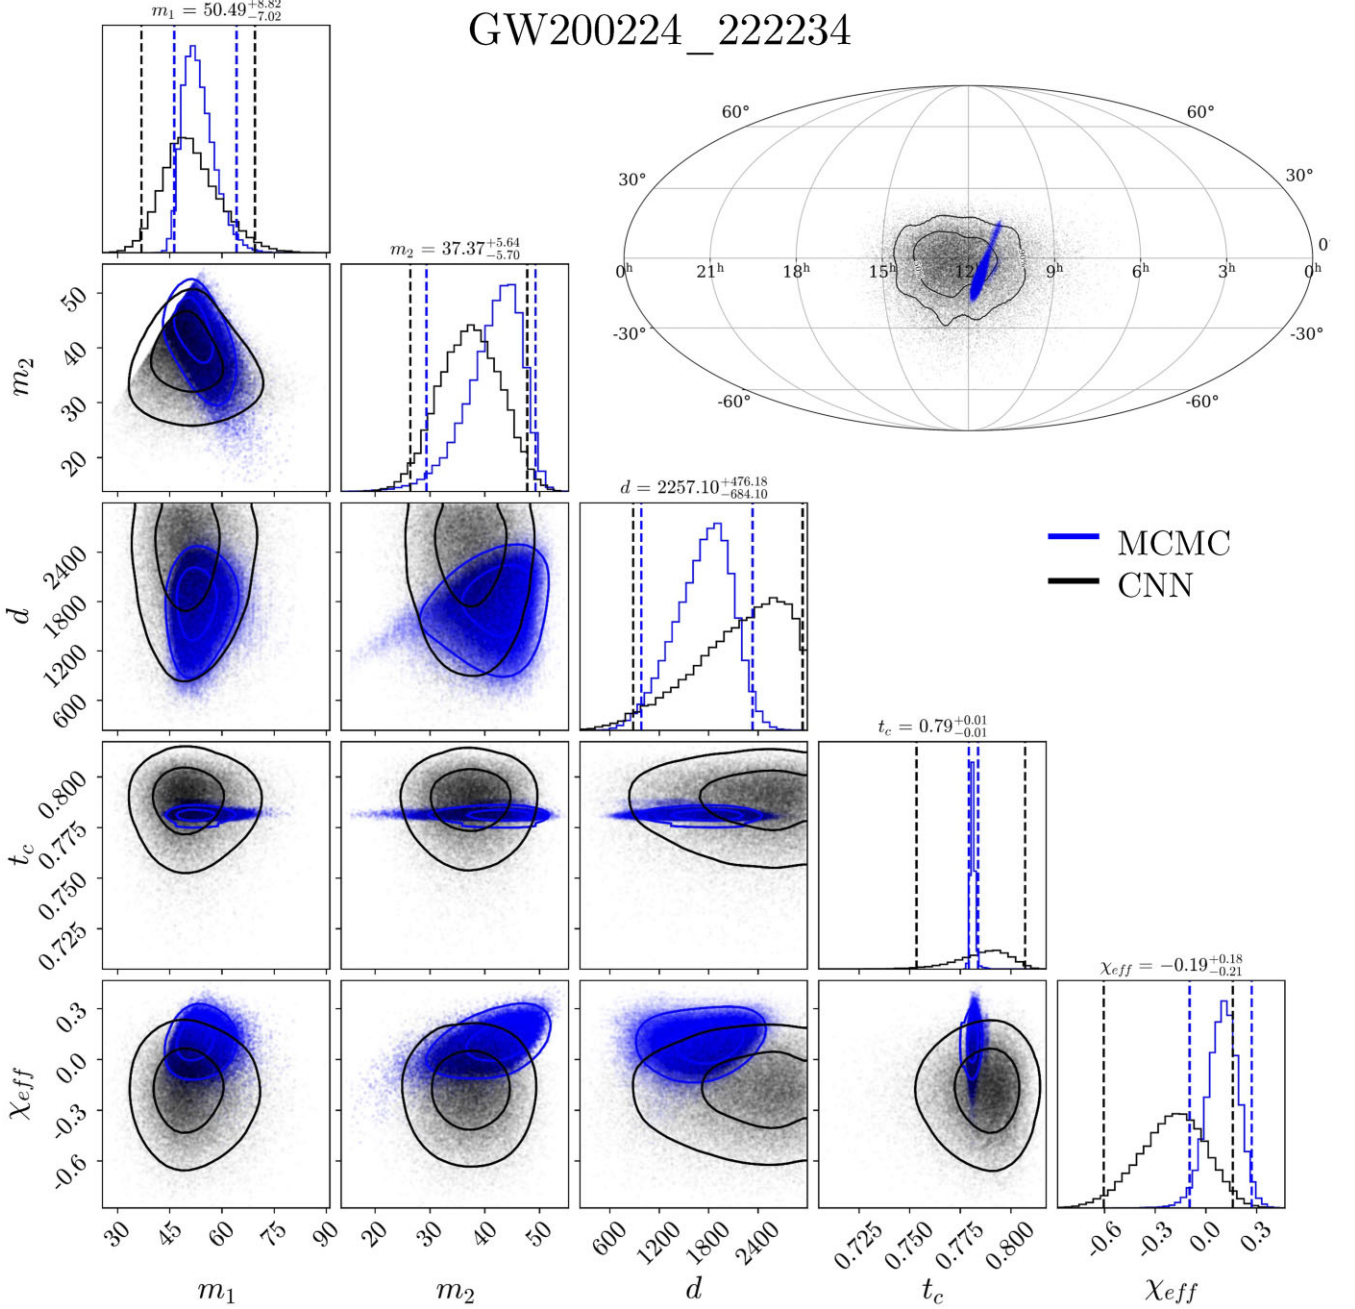 GW200224_222234
m₁ = 50.49⁺⁸·⁸²₋₇.₀₂
60°
60°
30°
30°
0ʰ
21ʰ
18ʰ
15ʰ
12ʰ
9ʰ
6ʰ
3ʰ
0ʰ
0
-30°
-30°
-60°
-60°
m₂ = 37.37⁺⁵·⁶⁴₋₅.₇₀
m₂
50
40
30
20
d = 2257.10⁺⁴⁷⁶·¹⁸₋₆₈₄.₁₀
MCMC
CNN
d
2400
1800
1200
600
t_c = 0.79⁺⁰·⁰¹₋₀.₀₁
t_c
0.800
0.775
0.750
0.725
χ_eff = −0.19⁺⁰·¹⁸₋₀.₂₁
χ_eff
0.3
0.0
-0.3
-0.6
30 45 60 90
20 30 40 50
600 1200 1800 2400
0.725 0.750 0.775 0.800
-0.6 -0.3 0.0 0.3
m₁ m₂ d t_c χ_eff